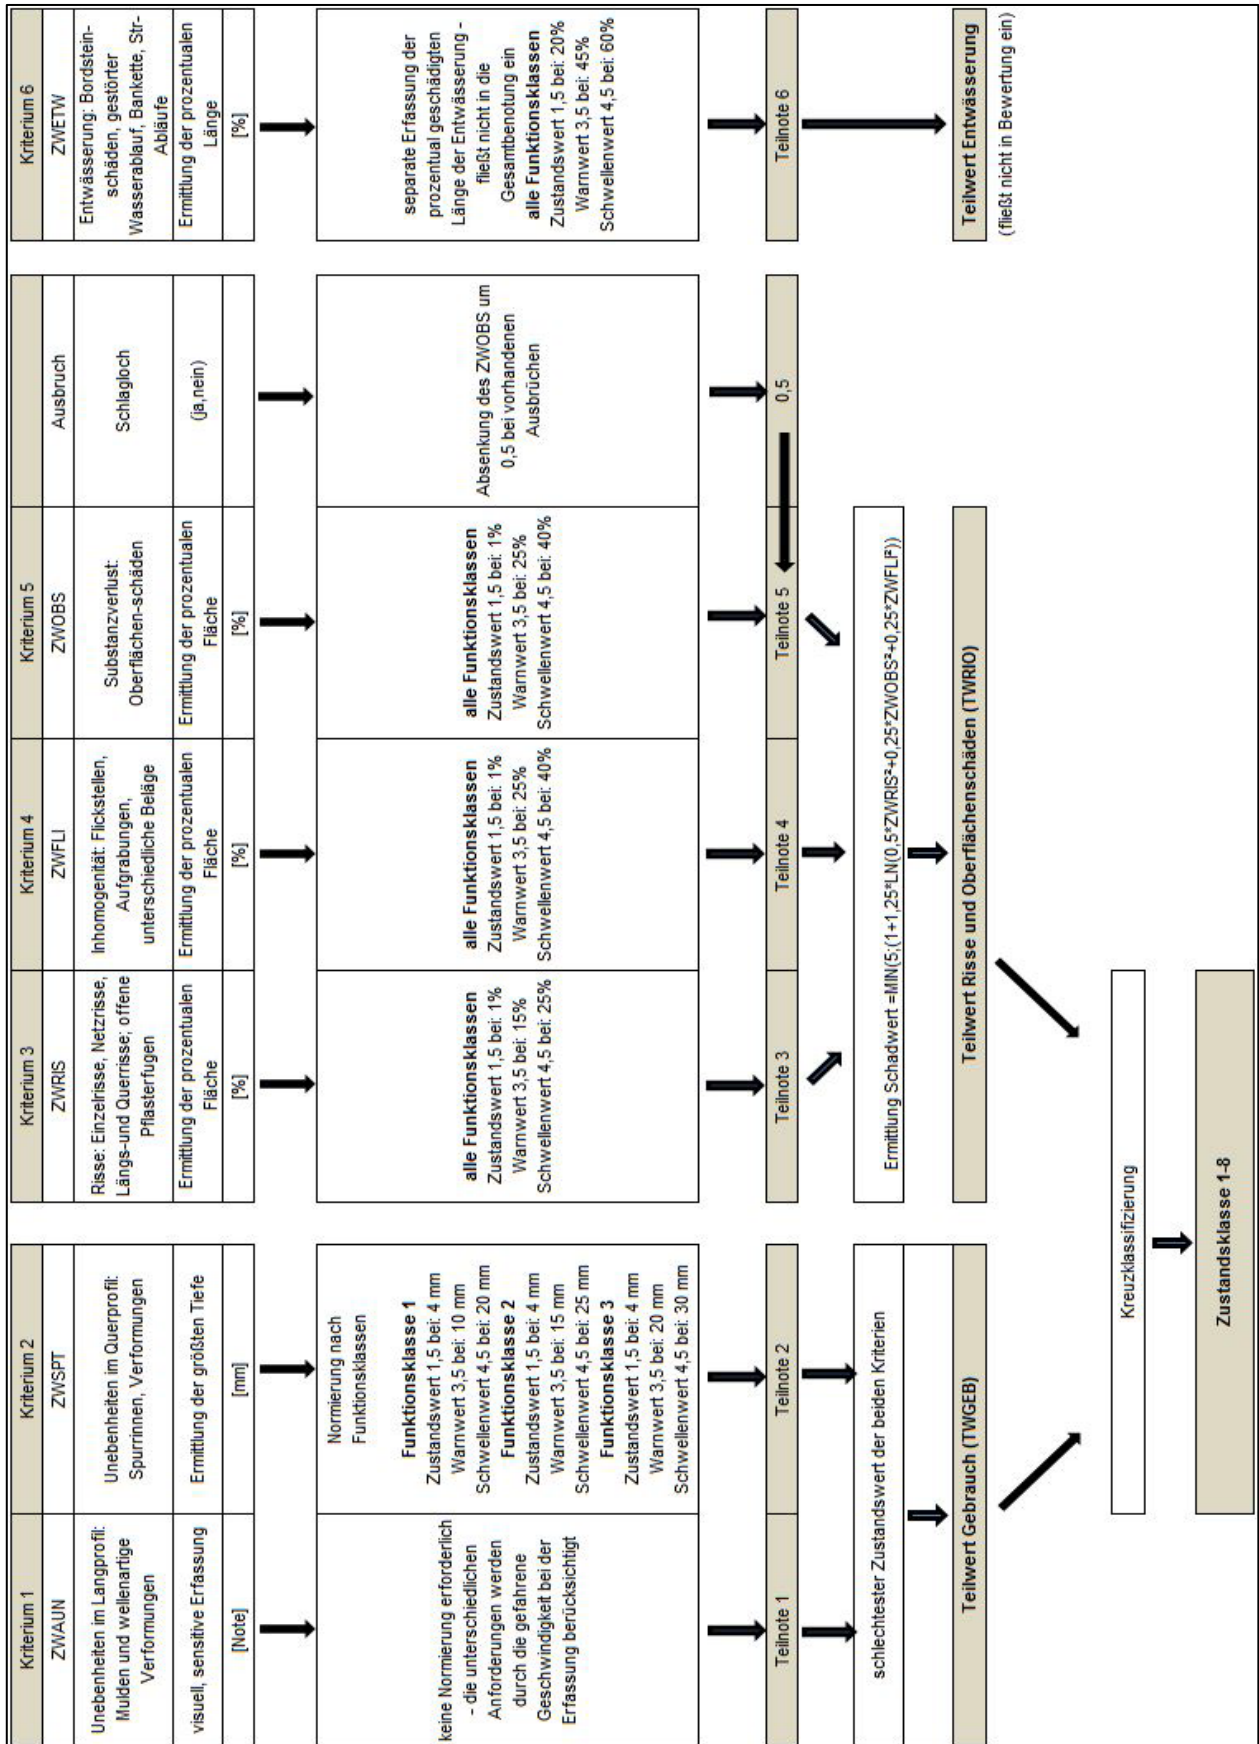 Kriterium 1
ZWAUN
Unebenheiten im Langprofil:
Mulden und wellenartige
Verformungen
visuell, sensitive Erfassung
[Note]
keine Normierung erforderlich
- die unterschiedlichen
Anforderungen werden
durch die gefahrene
Geschwindigkeit bei der
Erfassung berücksichtigt
Teilnote 1
Kriterium 2
ZWSPT
Unebenheiten im Querprofil:
Spurrinnen, Verformungen
Ermittlung der größten Tiefe
[mm]
Normierung nach
Funktionsklassen
Funktionsklasse 1
Zustandswert 1,5 bei: 4 mm
Warnwert 3,5 bei: 10 mm
Schwellenwert 4,5 bei: 20 mm
Funktionsklasse 2
Zustandswert 1,5 bei: 4 mm
Warnwert 3,5 bei: 15 mm
Schwellenwert 4,5 bei: 25 mm
Funktionsklasse 3
Zustandswert 1,5 bei: 4 mm
Warnwert 3,5 bei: 20 mm
Schwellenwert 4,5 bei: 30 mm
Teilnote 2
schlechtester Zustandswert der beiden Kriterien
Teilwert Gebrauch (TWGEB)
Kriterium 3
ZWRIS
Risse: Einzelrisse, Netzrisse,
Längs-und Querrisse; offene
Pflasterfugen
Ermittlung der prozentualen
Fläche
[%]
alle Funktionsklassen
Zustandswert 1,5 bei: 1%
Warnwert 3,5 bei: 15%
Schwellenwert 4,5 bei: 25%
Teilnote 3
Kriterium 4
ZWFLI
Inhomogenität: Flickstellen,
Aufgrabungen,
unterschiedliche Beläge
Ermittlung der prozentualen
Fläche
[%]
alle Funktionsklassen
Zustandswert 1,5 bei: 1%
Warnwert 3,5 bei: 25%
Schwellenwert 4,5 bei: 40%
Teilnote 4
Kriterium 5
ZWOBS
Substanzverlust:
Oberflächen-schäden
Ermittlung der prozentualen
Fläche
[%]
alle Funktionsklassen
Zustandswert 1,5 bei: 1%
Warnwert 3,5 bei: 25%
Schwellenwert 4,5 bei: 40%
Teilnote 5
Ausbruch
Schlagloch
(ja,nein)
Absenkung des ZWOBS um
0,5 bei vorhandenen
Ausbrüchen
0,5
Ermittlung Schadwert =MIN(5;(1+1,25*LN(0,5*ZWRIS²+0,25*ZWOBS²+0,25*ZWFLI²))
Teilwert Risse und Oberflächenschäden (TWRIO)
Kriterium 6
ZWETW
Entwässerung: Bordstein-
schäden, gestörter
Wasserablauf, Bankette, Str-
Abläufe
Ermittlung der prozentualen
Länge
[%]
separate Erfassung der
prozentual geschädigten
Länge der Entwässerung -
fließt nicht in die
Gesamtbenotung ein
alle Funktionsklassen
Zustandswert 1,5 bei: 20%
Warnwert 3,5 bei: 45%
Schwellenwert 4,5 bei: 60%
Teilnote 6
Teilwert Entwässerung
(fließt nicht in Bewertung ein)
Kreuzklassifizierung
Zustandsklasse 1-8